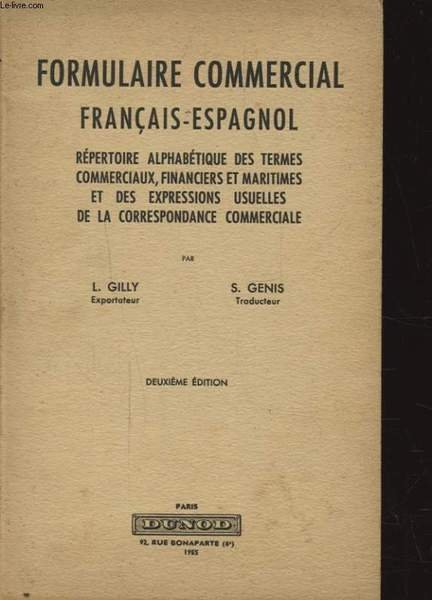 Le-livre.com
FORMULAIRE COMMERCIAL
FRANÇAIS-ESPAGNOL
RÉPERTOIRE ALPHABÉTIQUE DES TERMES
COMMERCIAUX, FINANCIERS ET MARITIMES
ET DES EXPRESSIONS USUELLES
DE LA CORRESPONDANCE COMMERCIALE
PAR
L. GILLY
Exportateur
S. GENIS
Traducteur
DEUXIÈME ÉDITION
PARIS
DUNOD
92, RUE BONAPARTE (6e)
1955